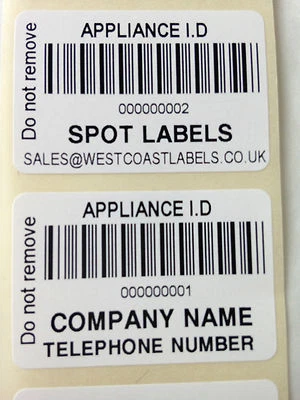 Do not remove
APPLIANCE I.D
000000002
SPOT LABELS
SALES@WESTCOASTLABELS.CO.UK
Do not remove
APPLIANCE I.D
000000001
COMPANY NAME
TELEPHONE NUMBER